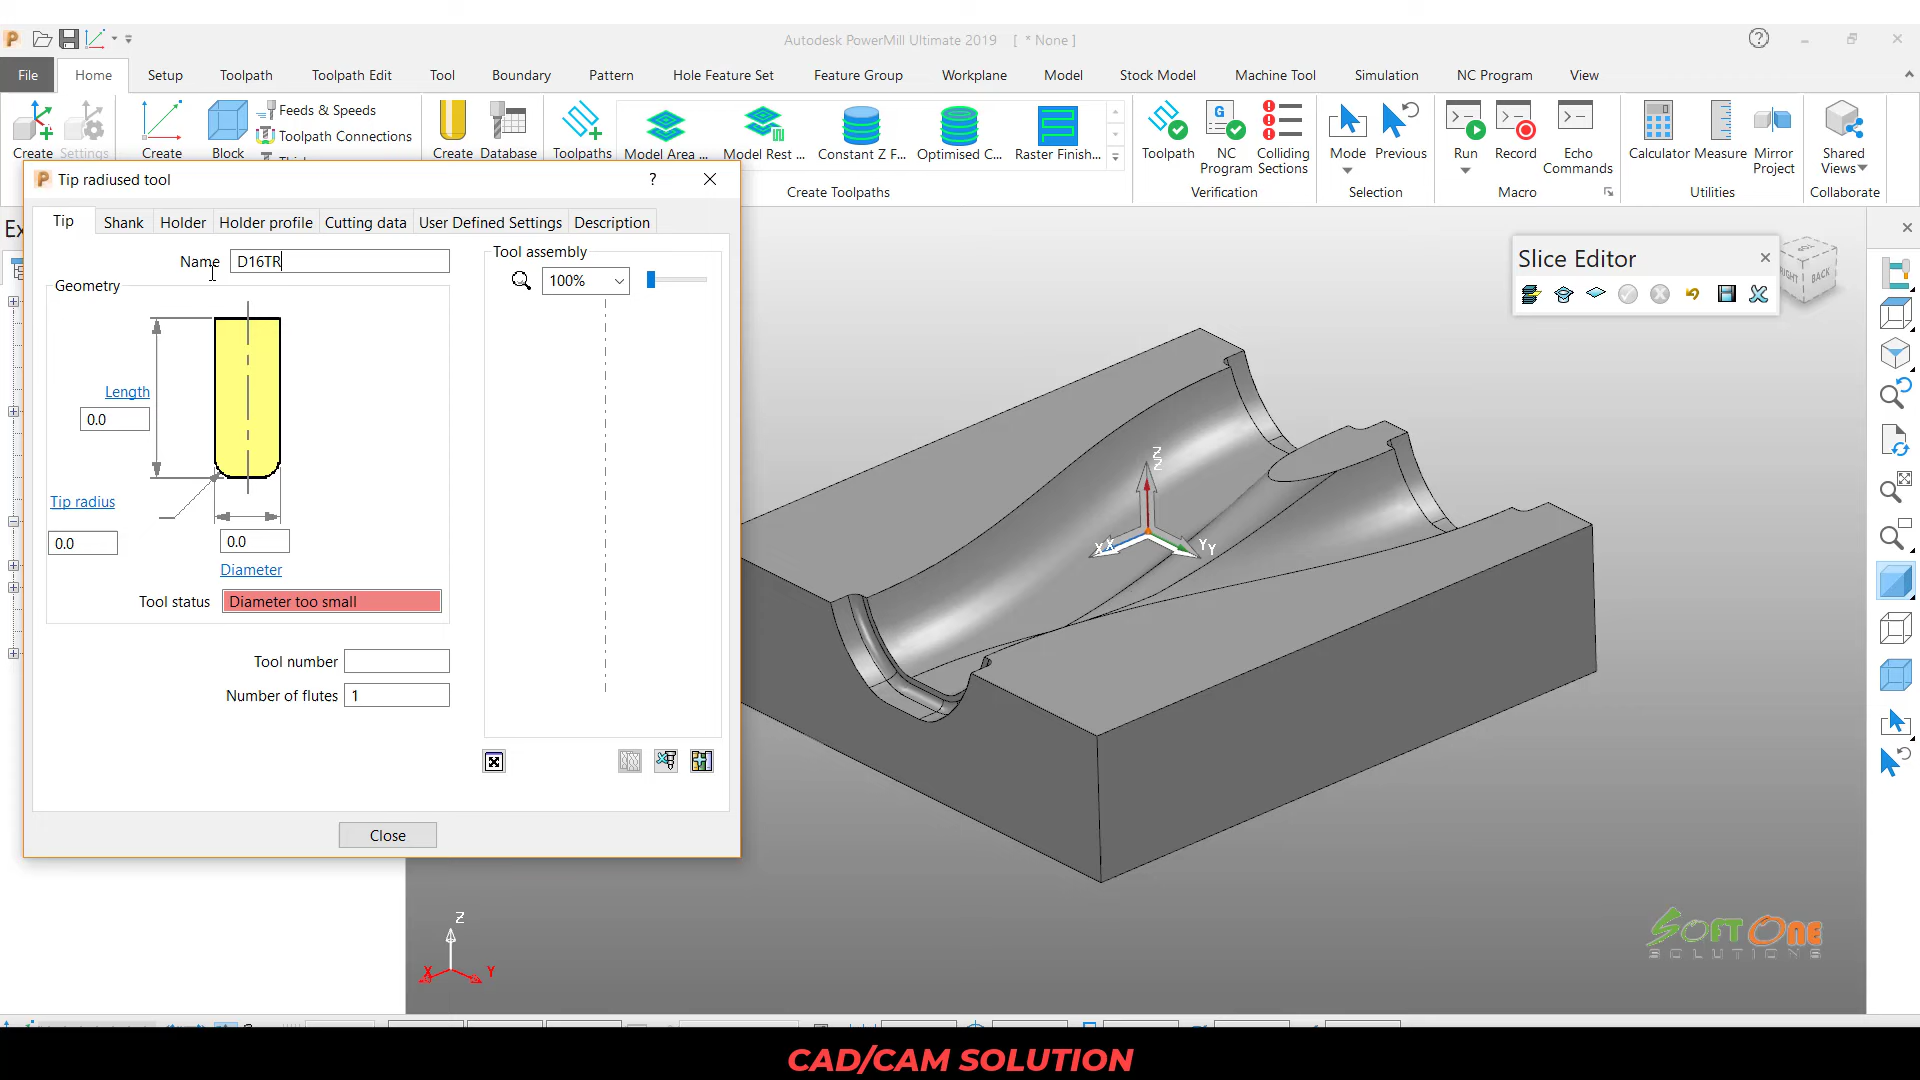 Autodesk PowerMill Ultimate 2019 [ * None ]
File Home Setup Toolpath Toolpath Edit Tool Boundary Pattern Hole Feature Set Feature Group Workplane Model Stock Model Machine Tool Simulation NC Program View
Feeds & Speeds
Toolpath Connections
Create Settings Create Block Create Database Toolpaths Model Area ... Model Rest ... Constant Z F... Optimised C... Raster Finish... Toolpath NC Program Colliding Sections Mode Previous Run Record Echo Commands Calculator Measure Mirror Project Shared Views
Create Toolpaths Verification Selection Macro Utilities Collaborate
Tip radiused tool ?
Tip Shank Holder Holder profile Cutting data User Defined Settings Description
Ex
Name D16TR
Tool assembly
100%
Geometry
Length
0.0
Tip radius
0.0
0.0
Diameter
Tool status Diameter too small
Tool number
Number of flutes 1
Close
Slice Editor
RIGHT BACK
Z
Z
X X
Y Y
Z
X Y
SOFT ONE
SOLUTIONS
CAD/CAM SOLUTION